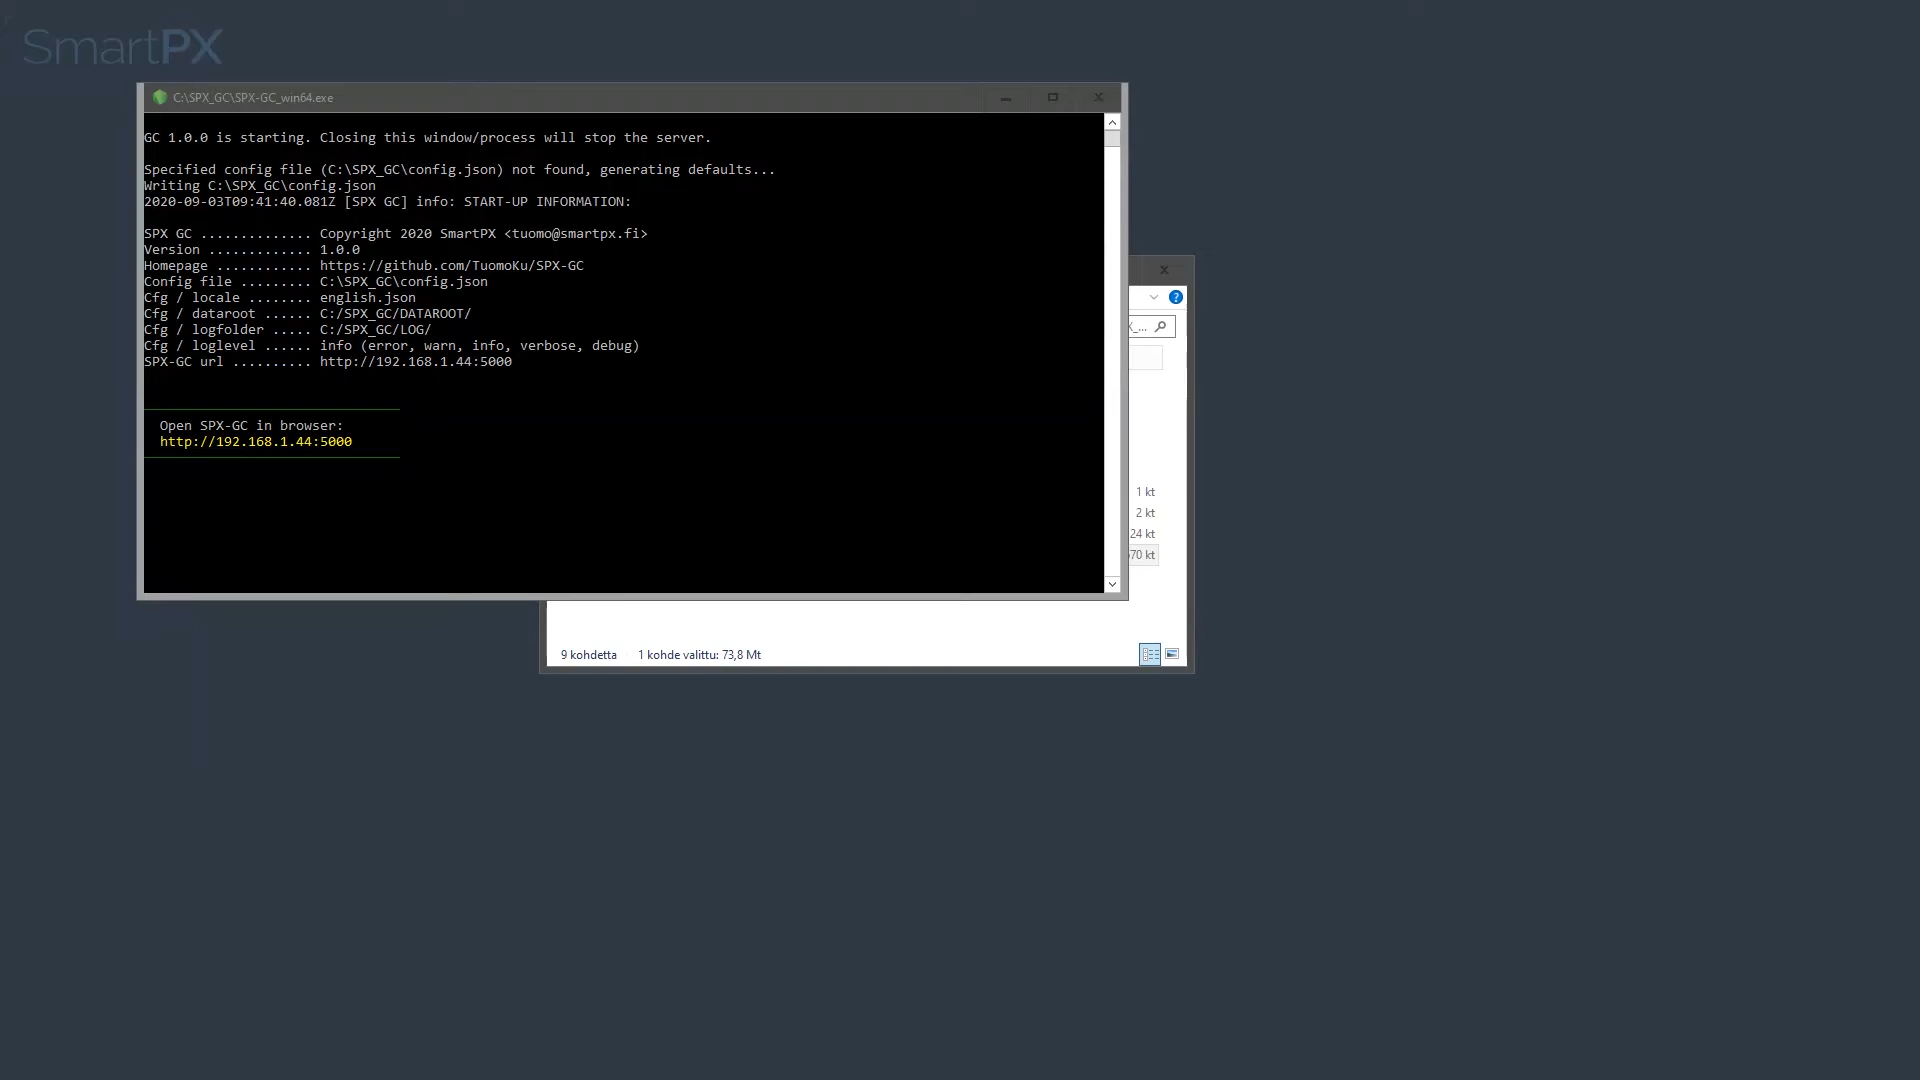 SmartPX
C:\SPX_GC\SPX-GC_win64.exe
GC 1.0.0 is starting. Closing this window/process will stop the server.
Specified config file (C:\SPX_GC\config.json) not found, generating defaults...
Writing C:\SPX_GC\config.json
2020-09-03T09:41:40.081Z [SPX GC] info: START-UP INFORMATION:
SPX GC .............. Copyright 2020 SmartPX <tuomo@smartpx.fi>
Version ............. 1.0.0
Homepage ............ https://github.com/TuomoKu/SPX-GC
Config file ......... C:\SPX_GC\config.json
Cfg / locale ........ english.json
Cfg / dataroot ...... C:/SPX_GC/DATAROOT/
Cfg / logfolder ..... C:/SPX_GC/LOG/
Cfg / loglevel ...... info (error, warn, info, verbose, debug)
SPX-GC url .......... http://192.168.1.44:5000
Open SPX-GC in browser:
http://192.168.1.44:5000
1 kt
2 kt
24 kt
70 kt
9 kohdetta 1 kohde valittu: 73,8 Mt